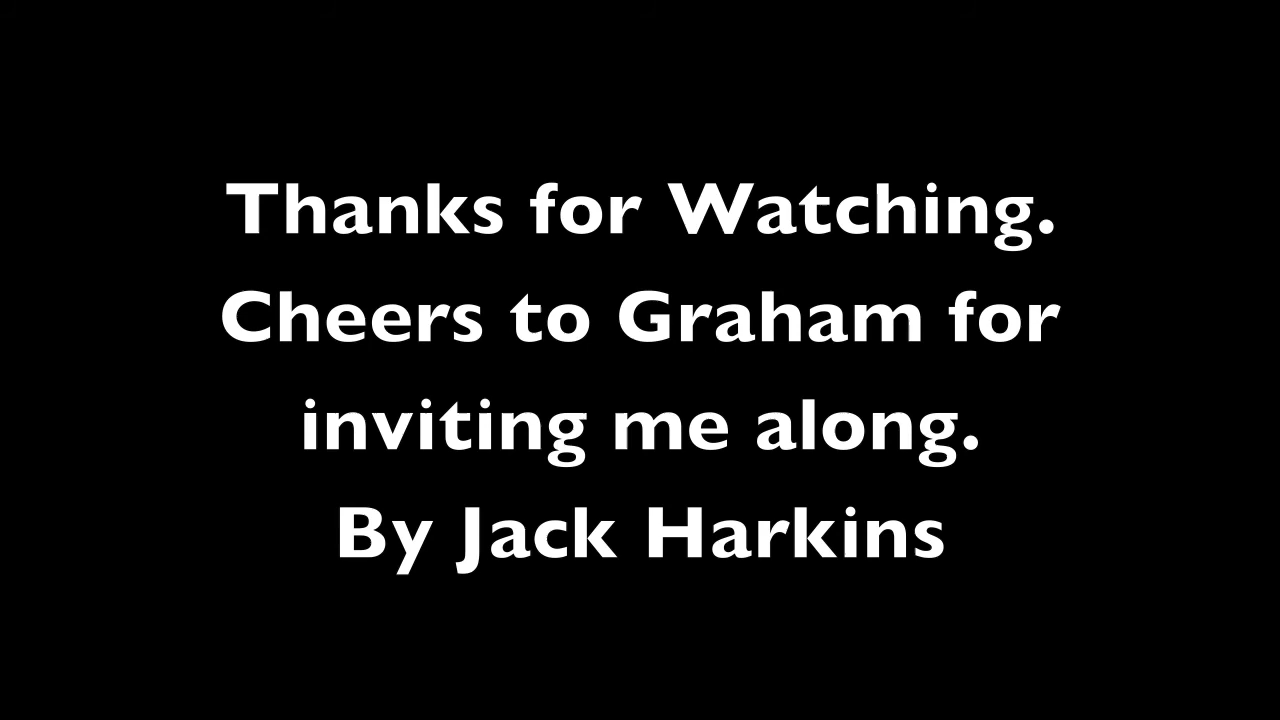 Thanks for Watching.
Cheers to Graham for
inviting me along.
By Jack Harkins